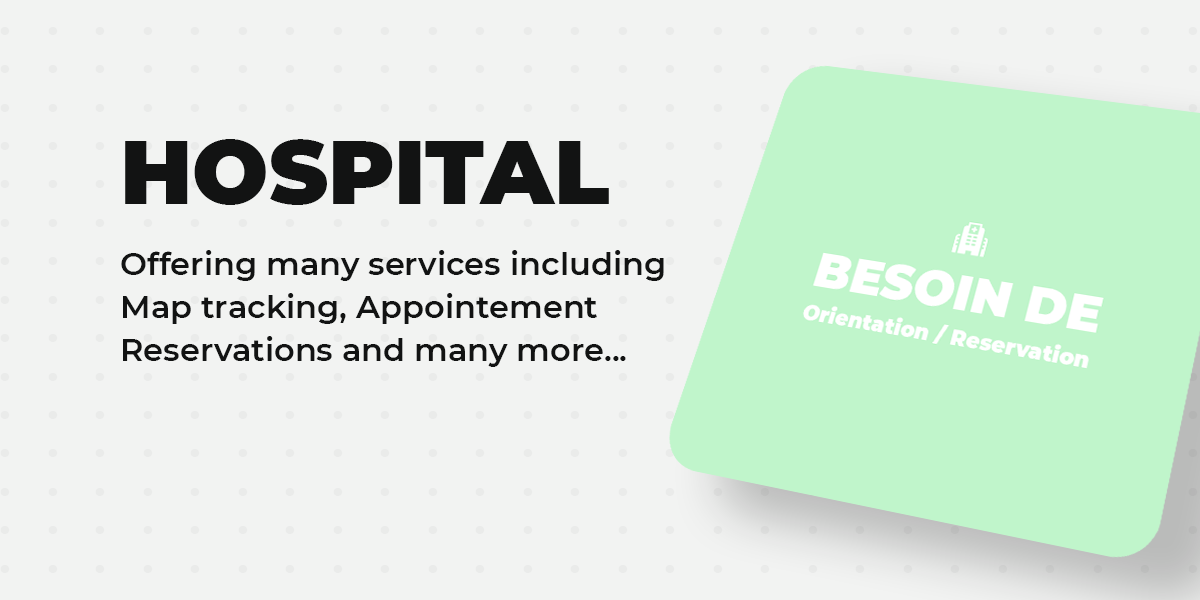 HOSPITAL
Offering many services including
Map tracking, Appointement
Reservations and many more...
BESOIN DE
Orientation / Reservation